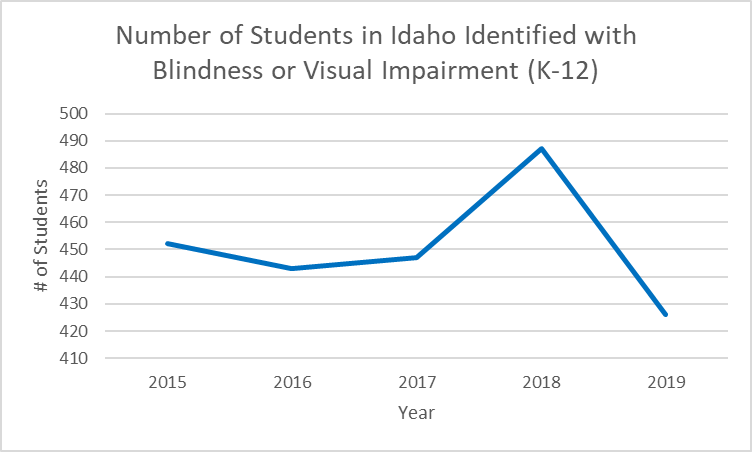 Number of Students in Idaho Identified with
Blindness or Visual Impairment (K-12)
500
490
480
470
460
450
440
430
420
410
# of Students
2015 2016 2017 2018 2019
Year